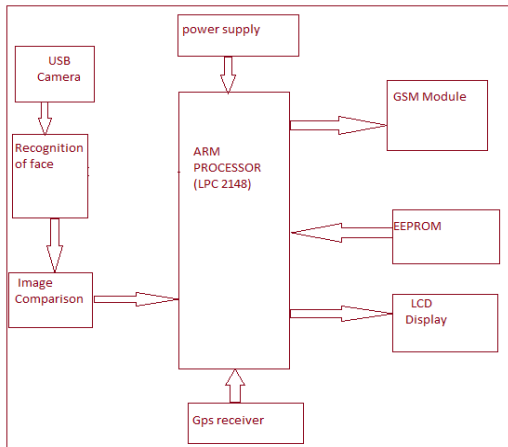 power supply
USB
Camera
GSM Module
Recognition
of face
ARM
PROCESSOR
(LPC 2148)
EEPROM
Image
Comparison
LCD
Display
Gps receiver